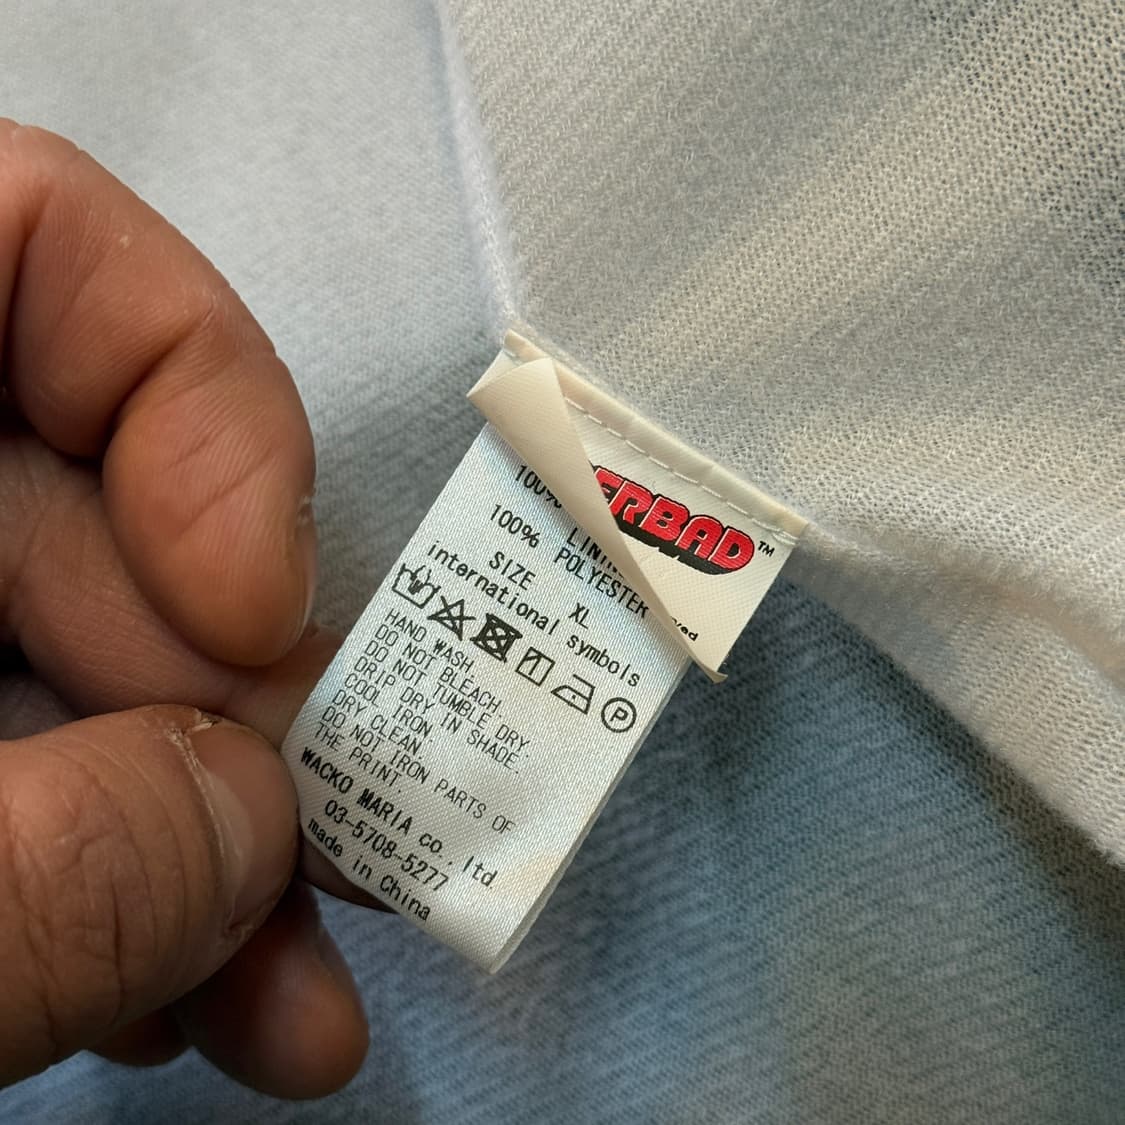 ERBAD™
100%
100% POLYESTER
SIZE XL
international symbols
P
HAND WASH
DO NOT BLEACH.
DO NOT TUMBLE DRY.
DRIP DRY IN SHADE.
COOL IRON.
DRY CLEAN.
DO NOT IRON PARTS OF
THE PRINT.
WACKO MARIA co., ltd.
03-5708-5277
made in China